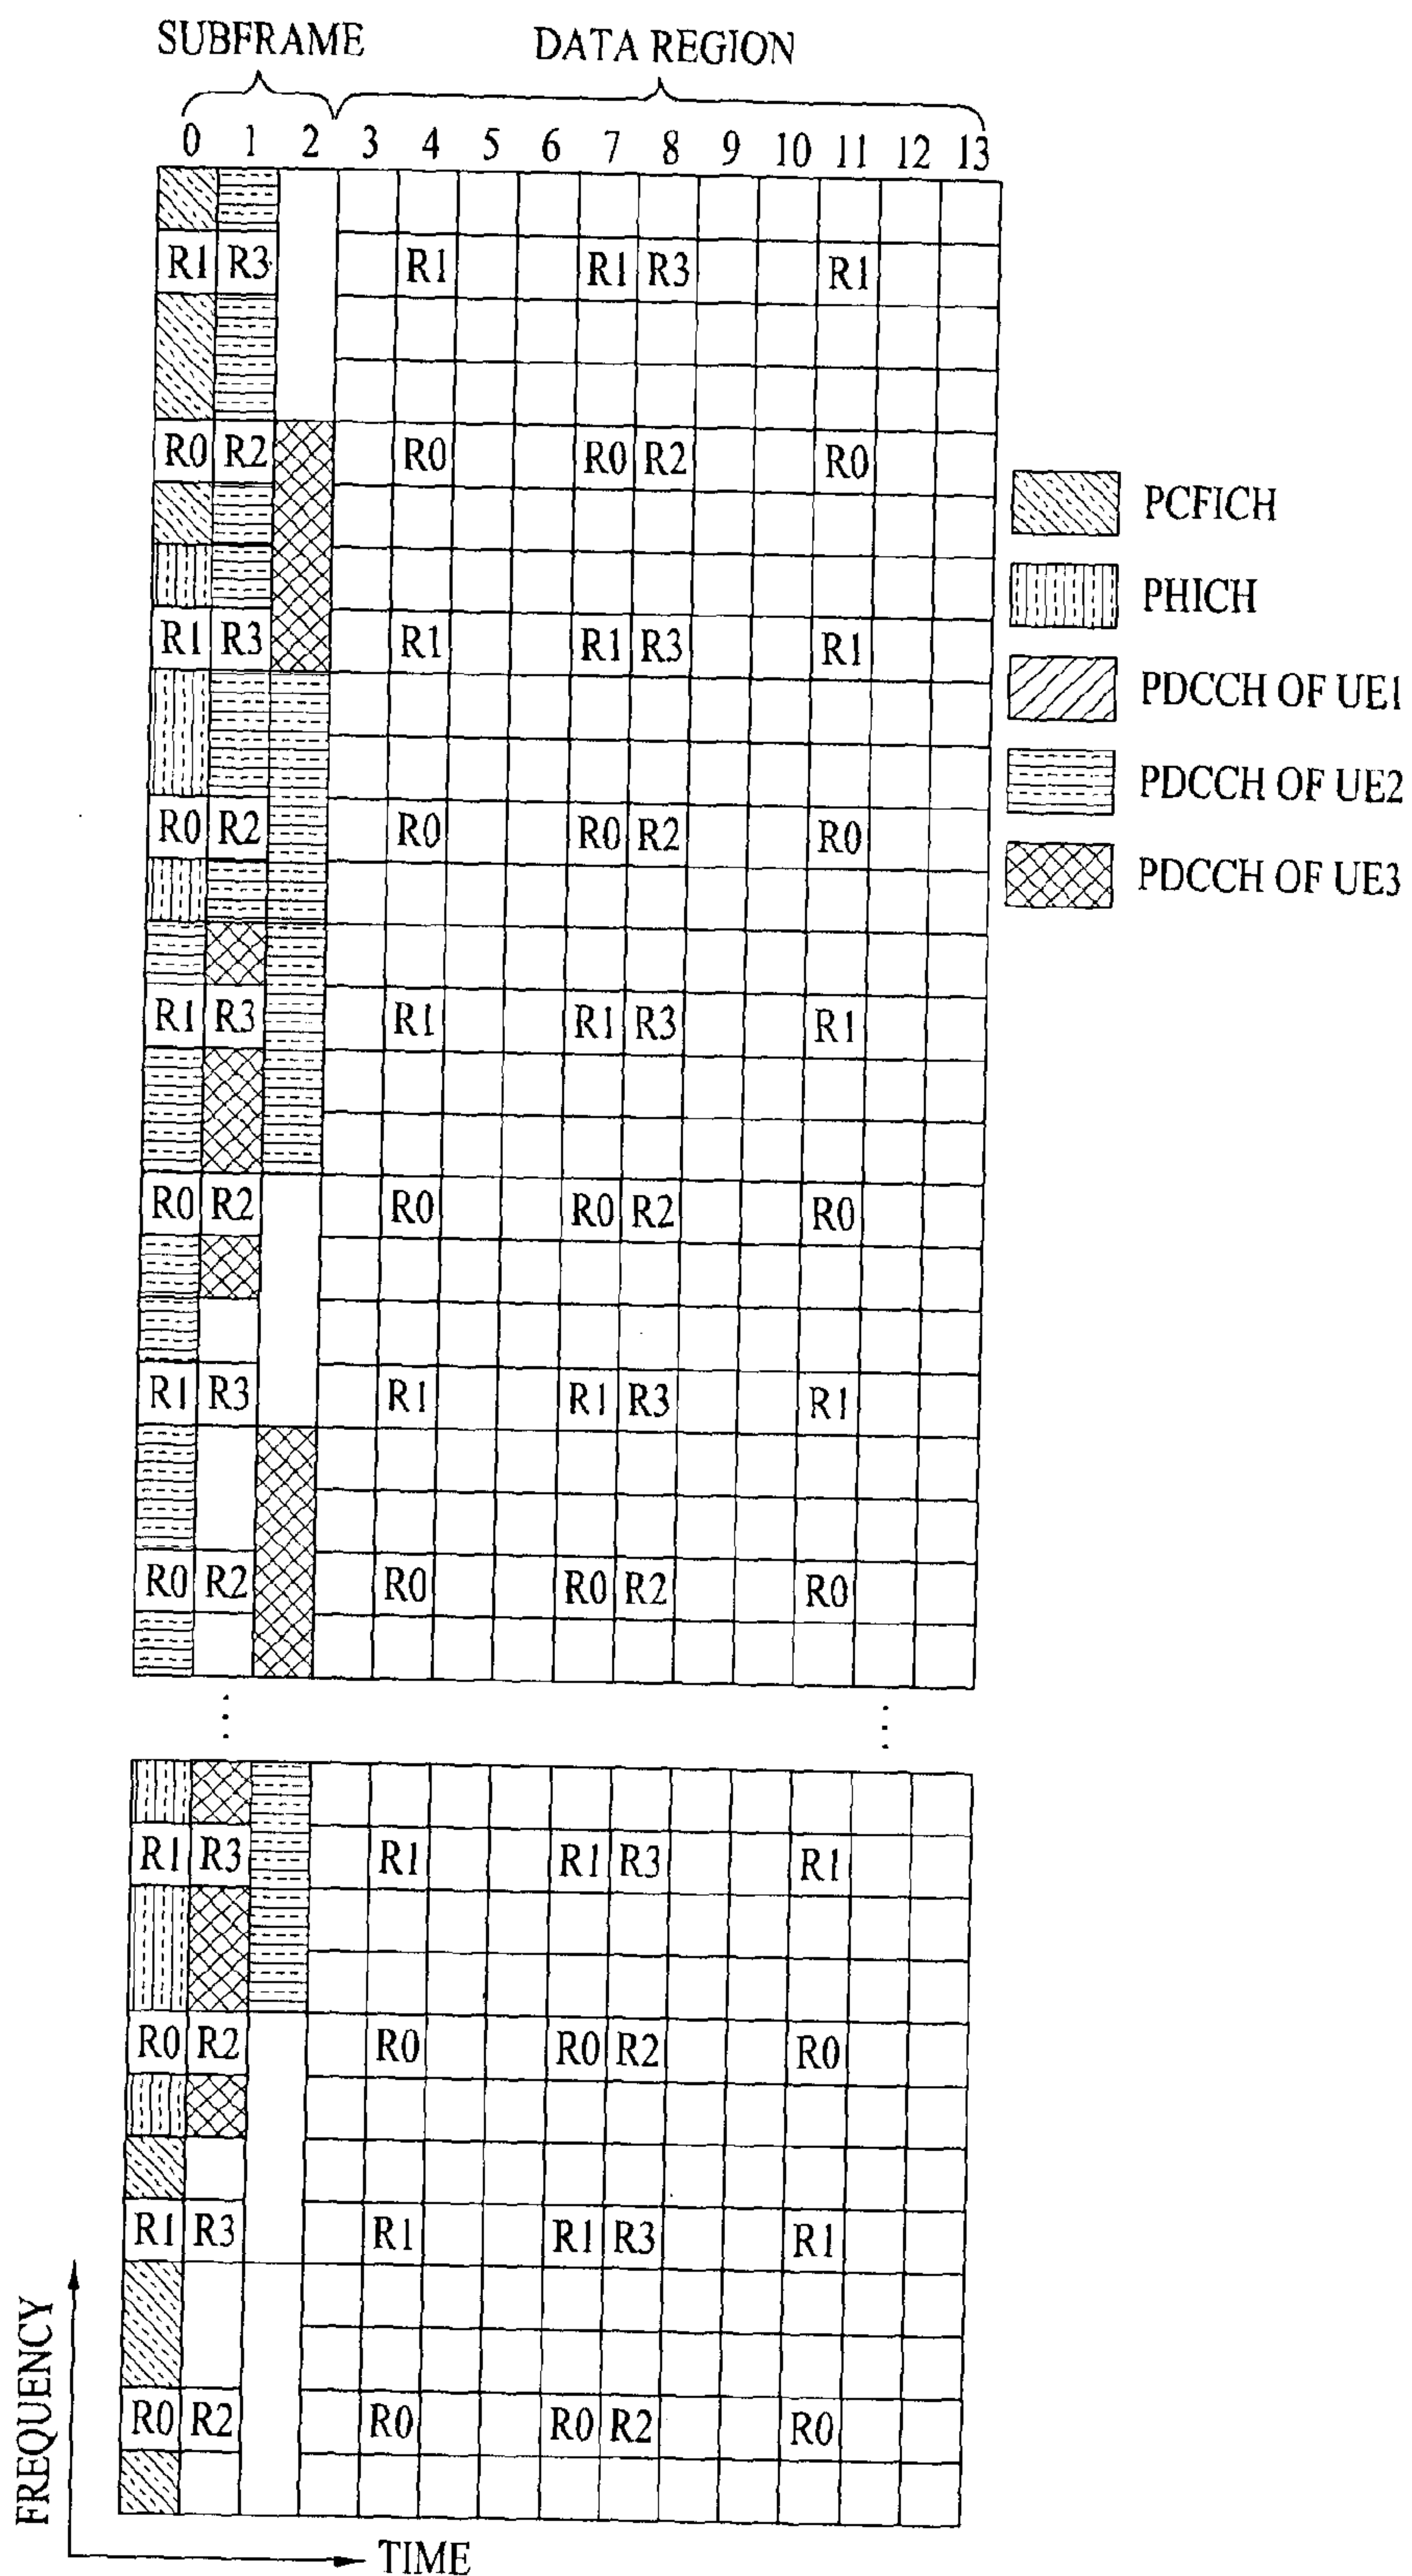 SUBFRAME DATA REGION
0 1 2 3 4 5 6 7 8 9 10 11 12 13
R1 R3 R1 R1 R3 R1
R0 R2 R0 R0 R2 R0
PCFICH
PHICH
R1 R3 R1 R1 R3 R1
PDCCH OF UE1
PDCCH OF UE2
R0 R2 R0 R0 R2 R0
PDCCH OF UE3
R1 R3 R1 R1 R3 R1
R0 R2 R0 R0 R2 R0
R1 R3 R1 R1 R3 R1
R0 R2 R0 R0 R2 R0
R1 R3 R1 R1 R3 R1
R0 R2 R0 R0 R2 R0
R1 R3 R1 R1 R3 R1
R0 R2 R0 R0 R2 R0
FREQUENCY
TIME